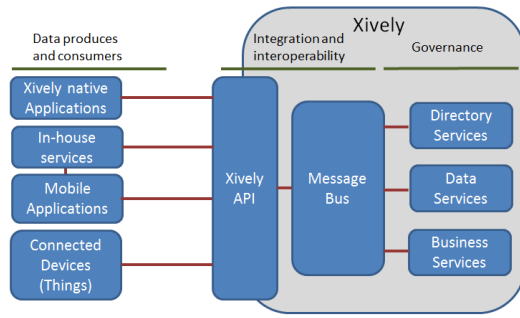 Xively
Data produces
and consumers
Integration and
interoperability
Governance
Xively native
Applications
In-house
services
Mobile
Applications
Connected
Devices
(Things)
Xively
API
Message
Bus
Directory
Services
Data
Services
Business
Services